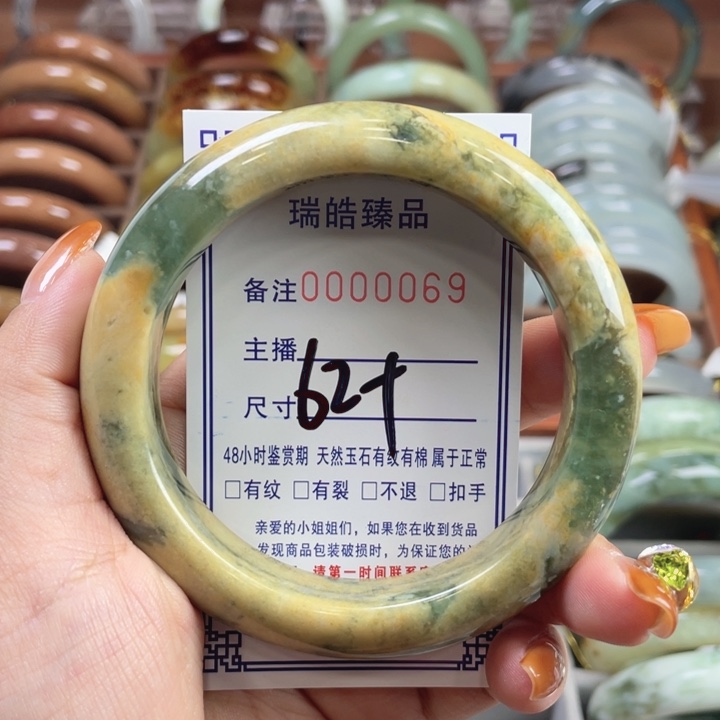 瑞皓臻品
备注0000069
主播
尺寸 62+
48小时鉴赏期 天然玉石有纹有棉 属于正常
□有纹 □有裂 □不退 □扣手
亲爱的小姐姐们，如果您在收到货品
发现商品包装破损时，为保证您的
请第一时间联系